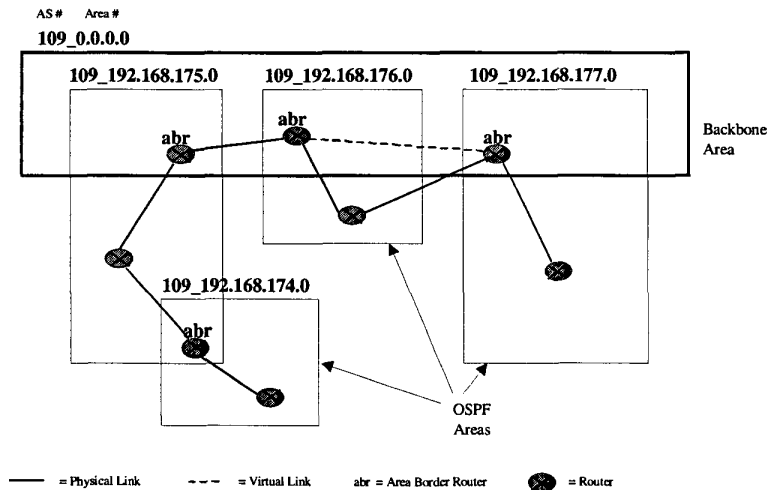 AS # Area #
109_0.0.0.0
109_192.168.175.0 109_192.168.176.0 109_192.168.177.0
abr
abr
abr
Backbone
Area
109_192.168.174.0
abr
OSPF
Areas
= Physical Link = Virtual Link abr = Area Border Router = Router